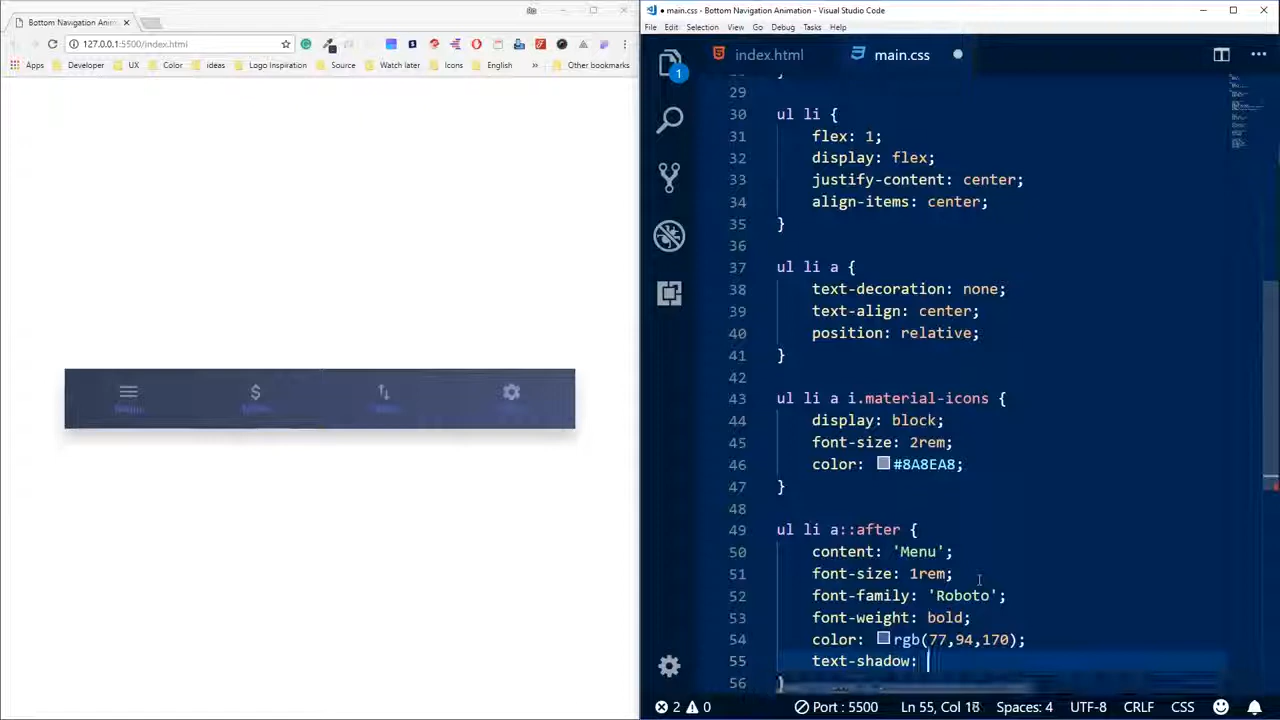 Bottom Navigation Anima
127.0.0.1:5500/index.html
Apps Developer UX Color ideas Logo Inspiration Source Watch later Icons English » Other bookmarks
● main.css - Bottom Navigation Animation - Visual Studio Code
File Edit Selection View Go Debug Tasks Help
index.html main.css
1
29
30 ul li {
31 flex: 1;
32 display: flex;
33 justify-content: center;
34 align-items: center;
35 }
36
37 ul li a {
38 text-decoration: none;
39 text-align: center;
40 position: relative;
41 }
42
43 ul li a i.material-icons {
44 display: block;
45 font-size: 2rem;
46 color: #8A8EA8;
47 }
48
49 ul li a::after {
50 content: 'Menu';
51 font-size: 1rem;
52 font-family: 'Roboto';
53 font-weight: bold;
54 color: rgb(77,94,170);
55 text-shadow:
56 }
2 0 Port : 5500 Ln 55, Col 18 Spaces: 4 UTF-8 CRLF CSS